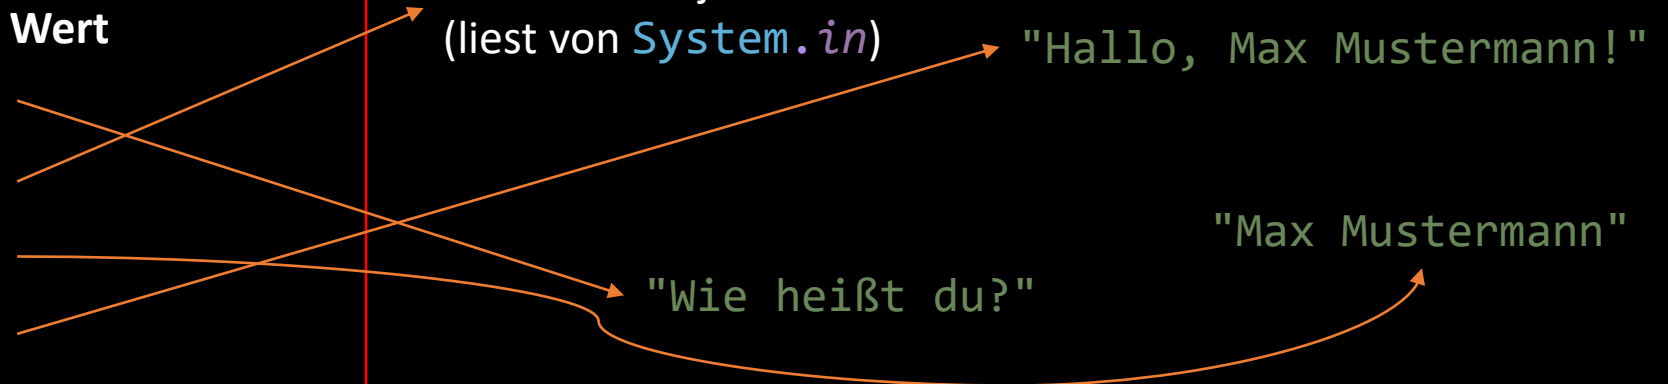 Wert
(liest von System.in)
"Hallo, Max Mustermann!"
"Max Mustermann"
"Wie heißt du?"